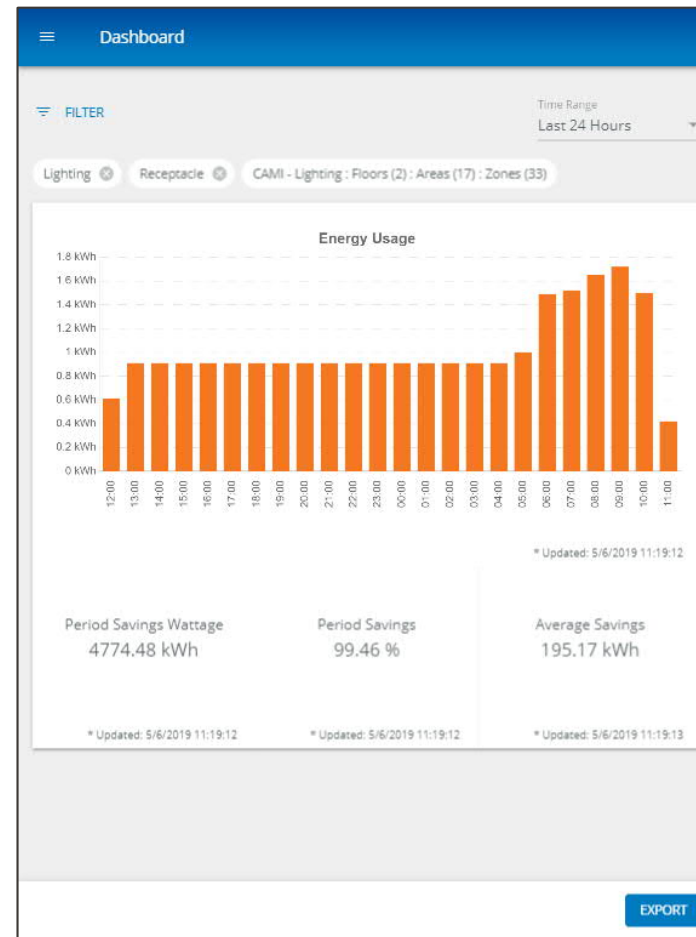 Dashboard
FILTER
Time Range
Last 24 Hours
Lighting
Receptacle
CAMI - Lighting : Floors (2) : Areas (17) : Zones (33)
Energy Usage
1.8 kWh
1.6 kWh
1.4 kWh
1.2 kWh
1 kWh
0.8 kWh
0.6 kWh
0.4 kWh
0.2 kWh
0 kWh
12:00 13:00 14:00 15:00 16:00 17:00 18:00 19:00 20:00 21:00 22:00 23:00 00:00 01:00 02:00 03:00 04:00 05:00 06:00 07:00 08:00 09:00 10:00 11:00
* Updated: 5/6/2019 11:19:12
Period Savings Wattage
4774.48 kWh
* Updated: 5/6/2019 11:19:12
Period Savings
99.46 %
* Updated: 5/6/2019 11:19:12
Average Savings
195.17 kWh
* Updated: 5/6/2019 11:19:13
EXPORT